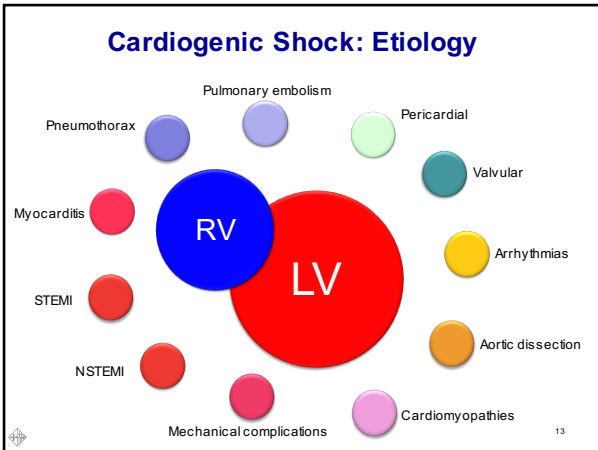 Cardiogenic Shock: Etiology
Pulmonary embolism
Pneumothorax
Pericardial
Valvular
Myocarditis
RV
Arrhythmias
LV
STEMI
Aortic dissection
NSTEMI
Cardiomyopathies
Mechanical complications
13